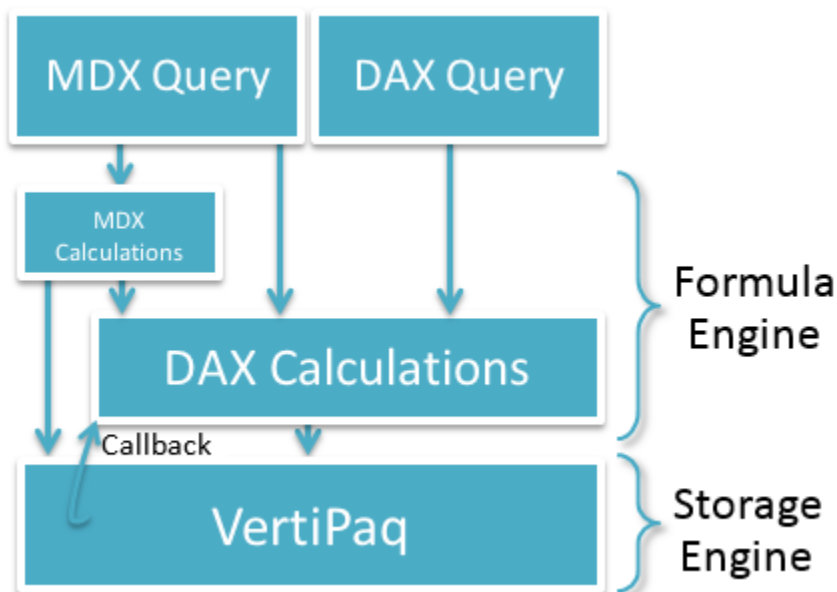 MDX Query
DAX Query
MDX
Calculations
Formula
Engine
DAX Calculations
Callback
VertiPaq
Storage
Engine